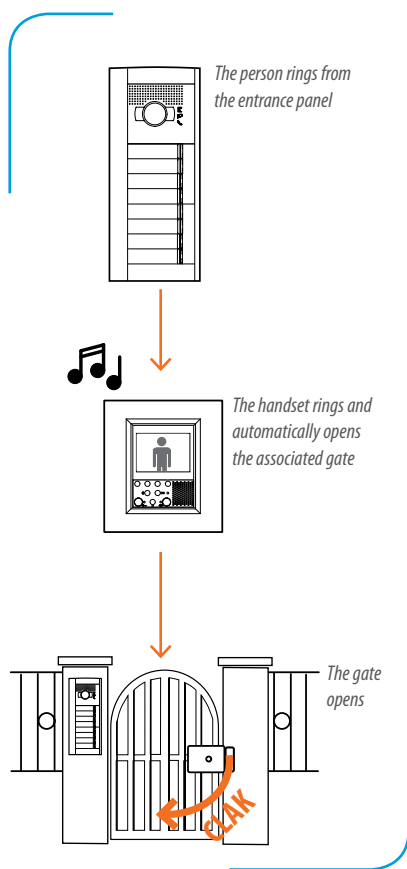 The person rings from
the entrance panel
The handset rings and
automatically opens
the associated gate
The gate
opens
CLAK